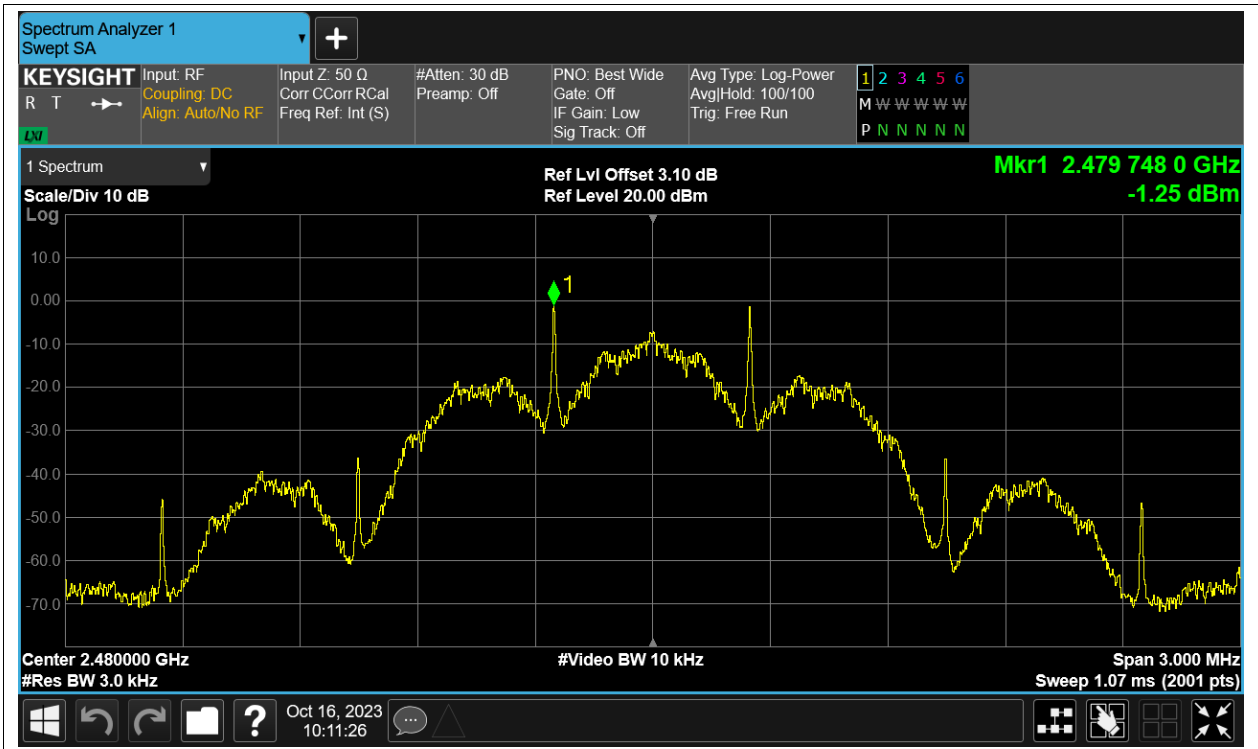 Spectrum Analyzer 1
Swept SA
KEYSIGHT
R T
LXI
Input: RF
Coupling: DC
Align: Auto/No RF
Input Z: 50 Ω
Corr CCorr RCal
Freq Ref: Int (S)
#Atten: 30 dB
Preamp: Off
PNO: Best Wide
Gate: Off
IF Gain: Low
Sig Track: Off
Avg Type: Log-Power
Avg|Hold: 100/100
Trig: Free Run
1 2 3 4 5 6
M W W W W W W
P N N N N N N
1 Spectrum
Scale/Div 10 dB
Log
Ref Lvl Offset 3.10 dB
Ref Level 20.00 dBm
Mkr1 2.479 748 0 GHz
-1.25 dBm
10.0
0.00
-10.0
-20.0
-30.0
-40.0
-50.0
-60.0
-70.0
1
Center 2.480000 GHz
#Video BW 10 kHz
Span 3.000 MHz
#Res BW 3.0 kHz
Sweep 1.07 ms (2001 pts)
?
Oct 16, 2023
10:11:26